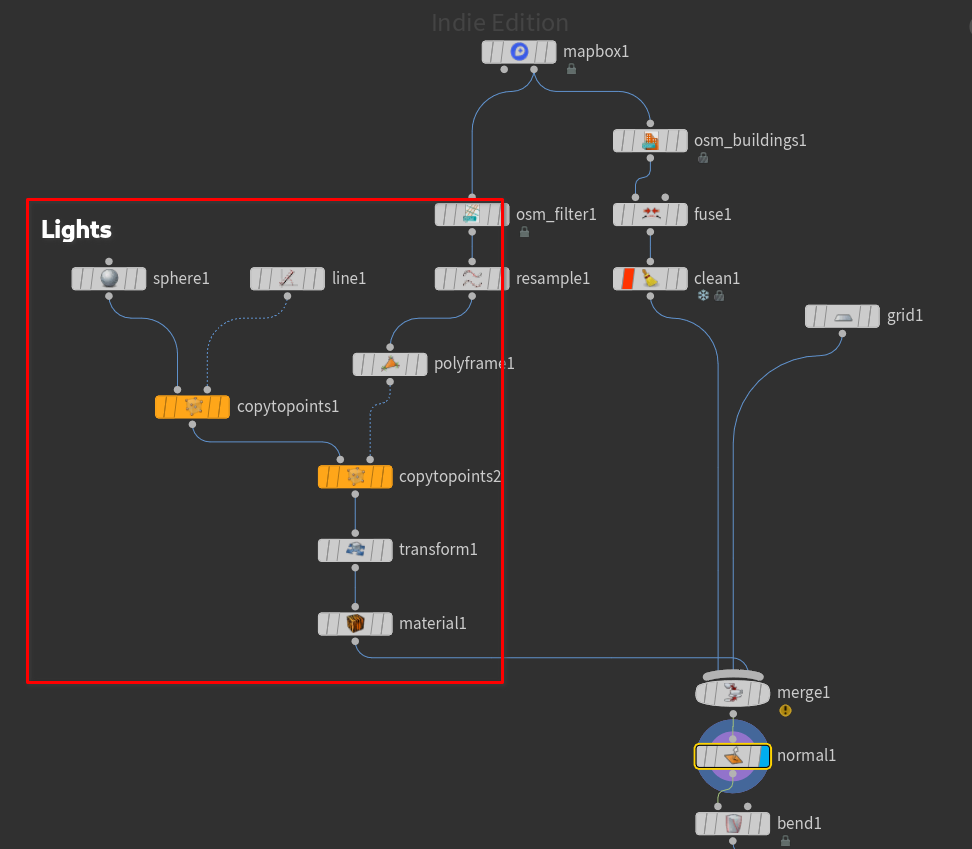 Indie Edition
mapbox1
osm_buildings1
osm_filter1
fuse1
Lights
sphere1
line1
resample1
clean1
grid1
polyframe1
copytopoints1
copytopoints2
transform1
material1
merge1
normal1
bend1